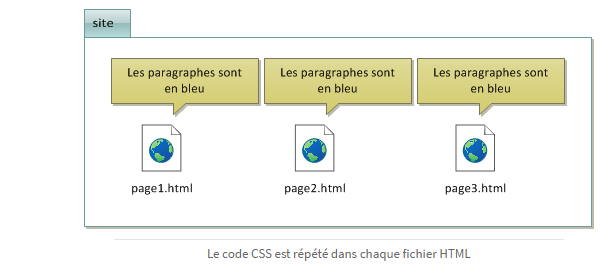 site
Les paragraphes sont
en bleu
Les paragraphes sont
en bleu
Les paragraphes sont
en bleu
page1.html
page2.html
page3.html
Le code CSS est répété dans chaque fichier HTML